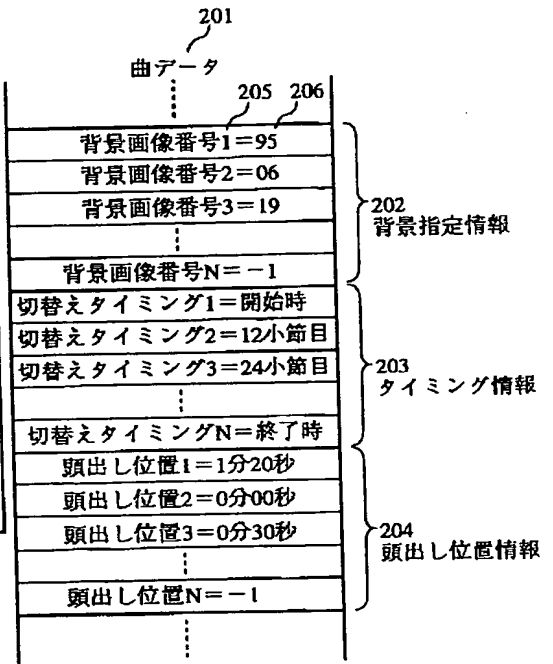 201
曲データ
205 206
背景画像番号1=95
背景画像番号2=06
背景画像番号3=19
背景画像番号N=-1
202
背景指定情報
切替えタイミング1=開始時
切替えタイミング2=12小節目
切替えタイミング3=24小節目
切替えタイミングN=終了時
203
タイミング情報
頭出し位置1=1分20秒
頭出し位置2=0分00秒
頭出し位置3=0分30秒
頭出し位置N=-1
204
頭出し位置情報